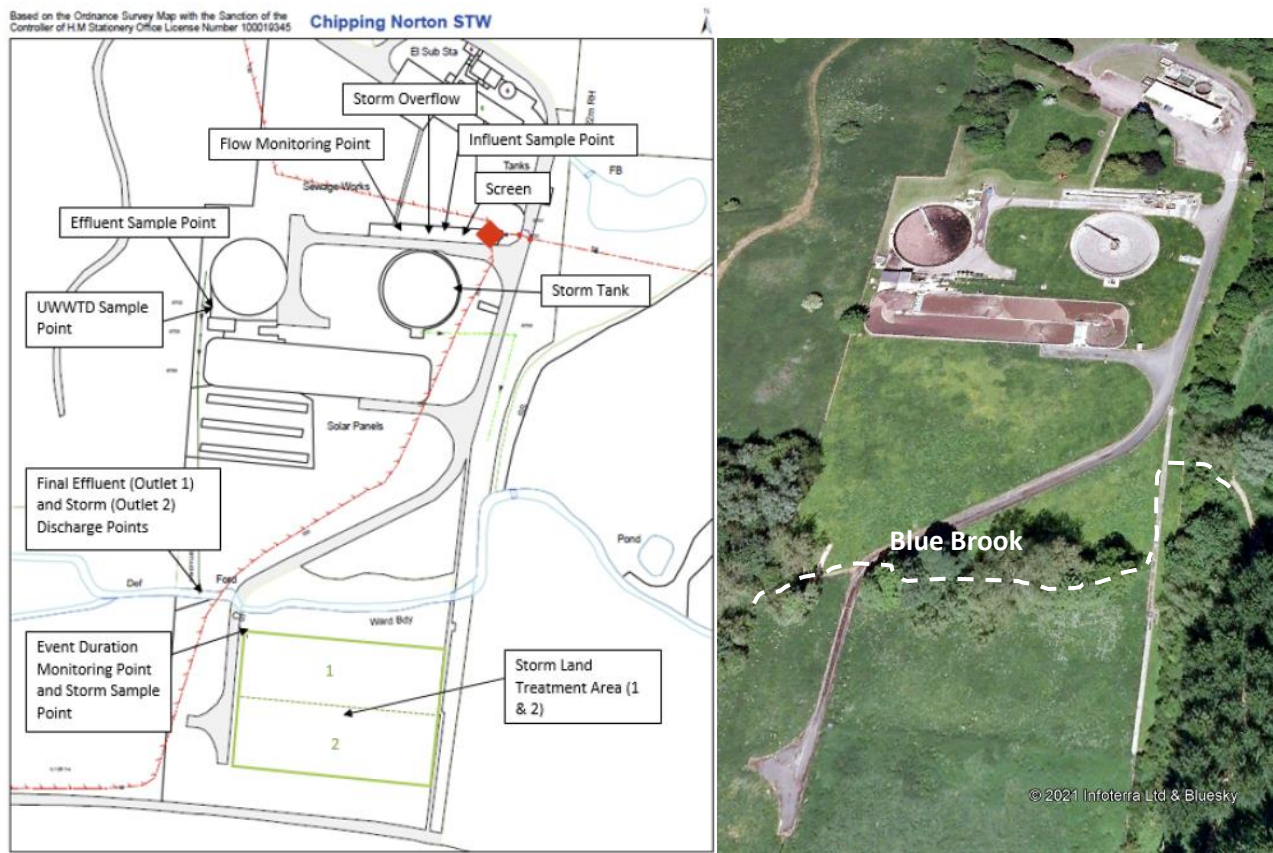 Based on the Ordnance Survey Map with the Sanction of the
Controller of H.M Stationery Office License Number 100019345
Chipping Norton STW
N
El Sub Sta
Storm Overflow
Flow Monitoring Point
Influent Sample Point
Tanks
FB
Sewage Works
Screen
Effluent Sample Point
UWWTD Sample
Point
Storm Tank
Solar Panels
Final Effluent (Outlet 1)
and Storm (Outlet 2)
Discharge Points
Pond
Def
Ford
Ward Bdy
Event Duration
Monitoring Point
and Storm Sample
Point
1
Storm Land
Treatment Area (1
& 2)
2
Blue Brook
© 2021 Infoterra Ltd & Bluesky